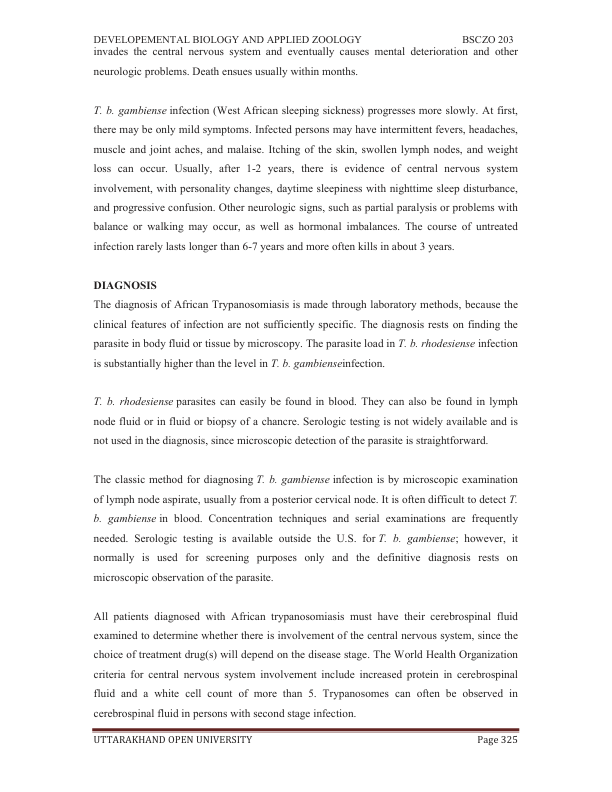 DEVELOPEMENTAL BIOLOGY AND APPLIED ZOOLOGY BSCZO 203
invades the central nervous system and eventually causes mental deterioration and other
neurologic problems. Death ensues usually within months.
T. b. gambiense infection (West African sleeping sickness) progresses more slowly. At first,
there may be only mild symptoms. Infected persons may have intermittent fevers, headaches,
muscle and joint aches, and malaise. Itching of the skin, swollen lymph nodes, and weight
loss can occur. Usually, after 1-2 years, there is evidence of central nervous system
involvement, with personality changes, daytime sleepiness with nighttime sleep disturbance,
and progressive confusion. Other neurologic signs, such as partial paralysis or problems with
balance or walking may occur, as well as hormonal imbalances. The course of untreated
infection rarely lasts longer than 6-7 years and more often kills in about 3 years.
DIAGNOSIS
The diagnosis of African Trypanosomiasis is made through laboratory methods, because the
clinical features of infection are not sufficiently specific. The diagnosis rests on finding the
parasite in body fluid or tissue by microscopy. The parasite load in T. b. rhodesiense infection
is substantially higher than the level in T. b. gambienseinfection.
T. b. rhodesiense parasites can easily be found in blood. They can also be found in lymph
node fluid or in fluid or biopsy of a chancre. Serologic testing is not widely available and is
not used in the diagnosis, since microscopic detection of the parasite is straightforward.
The classic method for diagnosing T. b. gambiense infection is by microscopic examination
of lymph node aspirate, usually from a posterior cervical node. It is often difficult to detect T.
b. gambiense in blood. Concentration techniques and serial examinations are frequently
needed. Serologic testing is available outside the U.S. for T. b. gambiense; however, it
normally is used for screening purposes only and the definitive diagnosis rests on
microscopic observation of the parasite.
All patients diagnosed with African trypanosomiasis must have their cerebrospinal fluid
examined to determine whether there is involvement of the central nervous system, since the
choice of treatment drug(s) will depend on the disease stage. The World Health Organization
criteria for central nervous system involvement include increased protein in cerebrospinal
fluid and a white cell count of more than 5. Trypanosomes can often be observed in
cerebrospinal fluid in persons with second stage infection.
UTTARAKHAND OPEN UNIVERSITY Page 325